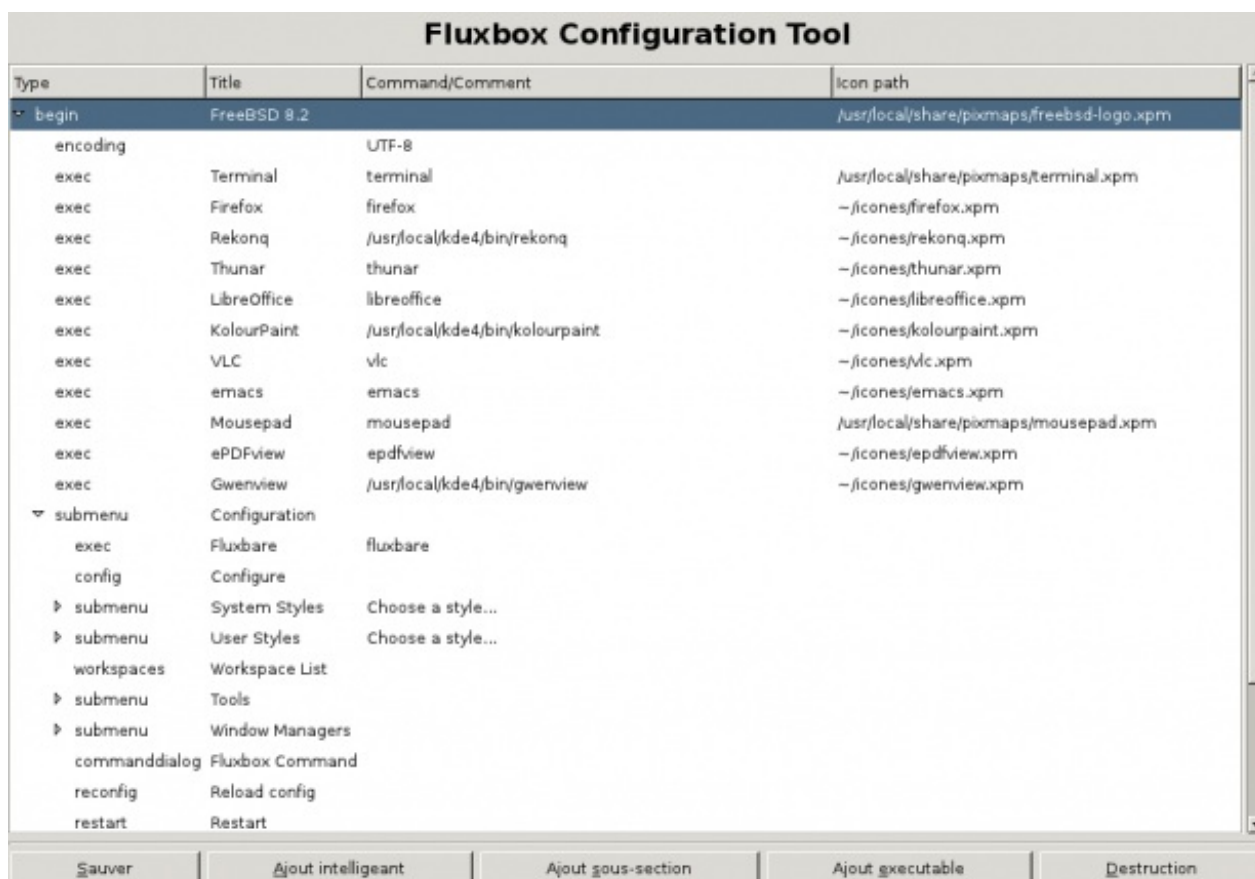 Fluxbox Configuration Tool
Type Title Command/Comment Icon path
begin FreeBSD 8.2 /usr/local/share/pixmaps/freebsd-logo.xpm
encoding UTF-8
exec Terminal terminal /usr/local/share/pixmaps/terminal.xpm
exec Firefox firefox ~/icones/firefox.xpm
exec Rekonq /usr/local/kde4/bin/rekonq ~/icones/rekonq.xpm
exec Thunar thunar ~/icones/thunar.xpm
exec LibreOffice libreoffice ~/icones/libreoffice.xpm
exec KolourPaint /usr/local/kde4/bin/kolourpaint ~/icones/kolourpaint.xpm
exec VLC vlc ~/icones/vlc.xpm
exec emacs emacs ~/icones/emacs.xpm
exec Mousepad mousepad /usr/local/share/pixmaps/mousepad.xpm
exec ePDFview epdfview ~/icones/epdfview.xpm
exec Gwenview /usr/local/kde4/bin/gwenview ~/icones/gwenview.xpm
submenu Configuration
exec Fluxbare fluxbare
config Configure
submenu System Styles Choose a style...
submenu User Styles Choose a style...
workspaces Workspace List
submenu Tools
submenu Window Managers
commanddialog Fluxbox Command
reconfig Reload config
restart Restart
Sauver Ajout intelligeant Ajout sous-section Ajout executable Destruction